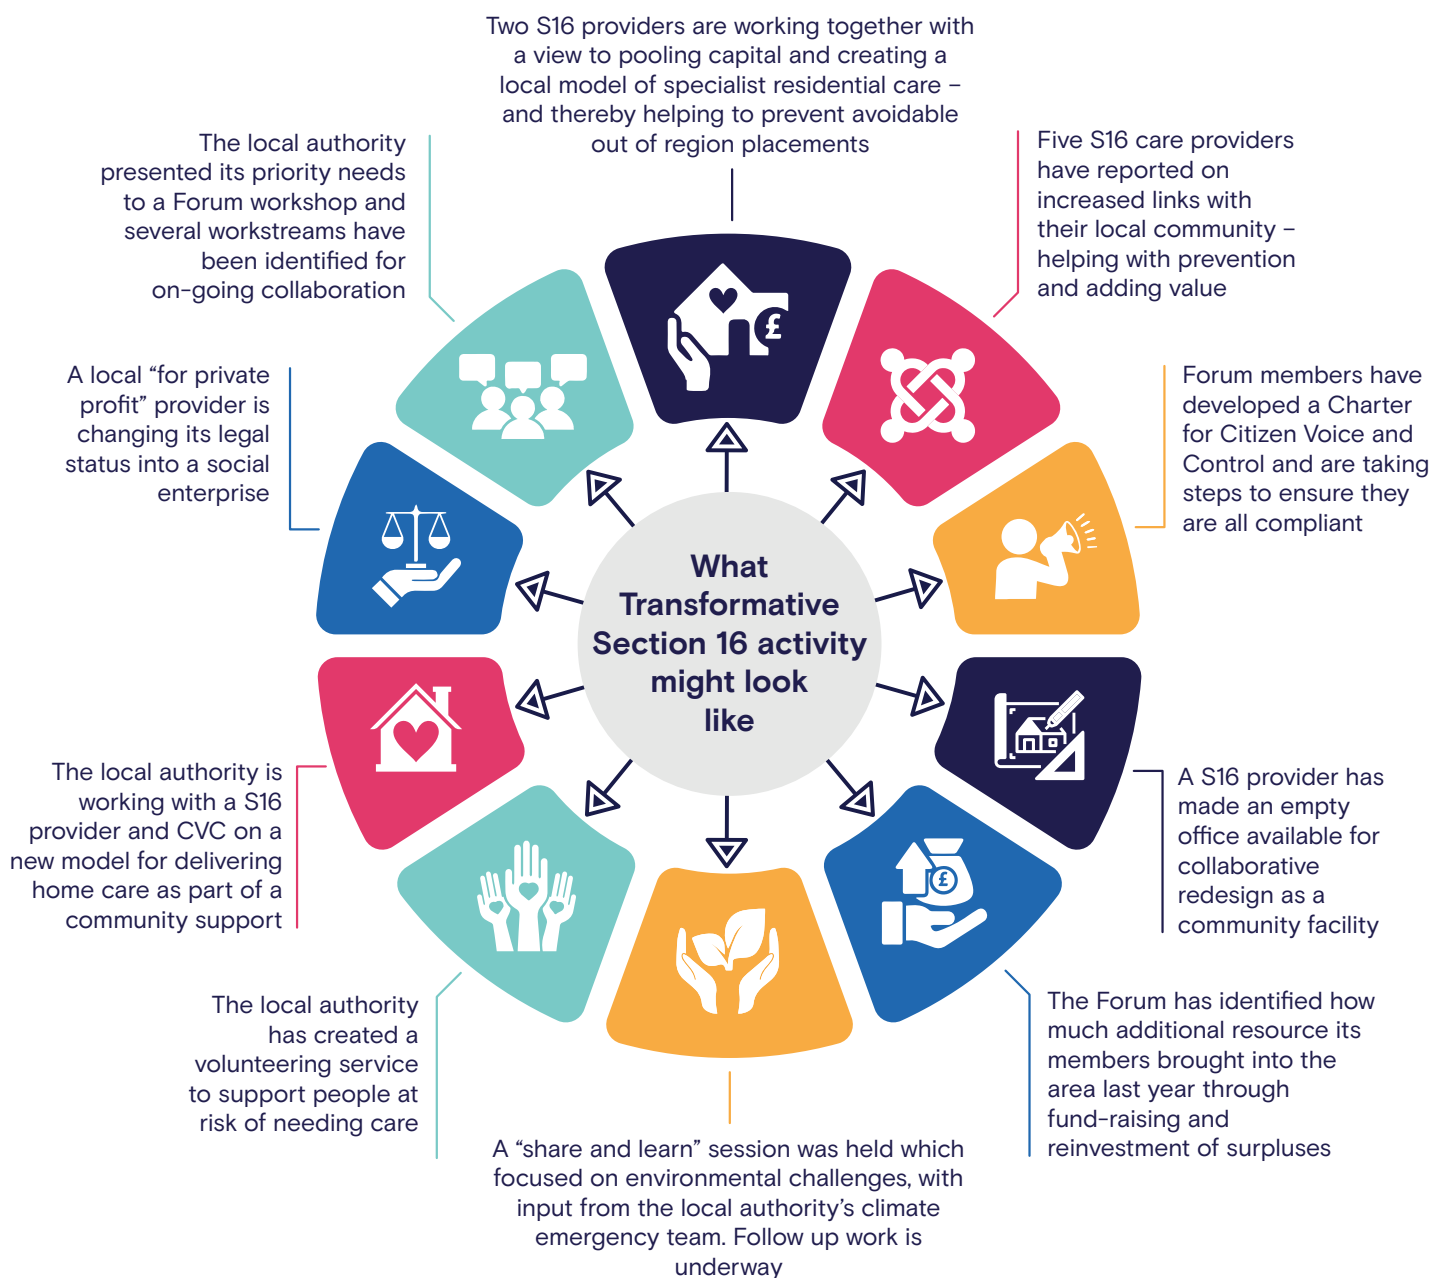 Two S16 providers are working together with
a view to pooling capital and creating a
local model of specialist residential care –
and thereby helping to prevent avoidable
out of region placements
Five S16 care providers
have reported on
increased links with
their local community –
helping with prevention
and adding value
Forum members have
developed a Charter
for Citizen Voice and
Control and are taking
steps to ensure they
are all compliant
A S16 provider has
made an empty
office available for
collaborative
redesign as a
community facility
The Forum has identified how
much additional resource its
members brought into the
area last year through
fund-raising and
reinvestment of surpluses
A “share and learn” session was held which
focused on environmental challenges, with
input from the local authority’s climate
emergency team. Follow up work is
underway
The local authority
has created a
volunteering service
to support people at
risk of needing care
The local authority is
working with a S16
provider and CVC on a
new model for delivering
home care as part of a
community support
A local “for private
profit” provider is
changing its legal
status into a social
enterprise
The local authority
presented its priority needs
to a Forum workshop and
several workstreams have
been identified for
on-going collaboration
What
Transformative
Section 16 activity
might look
like
£
£